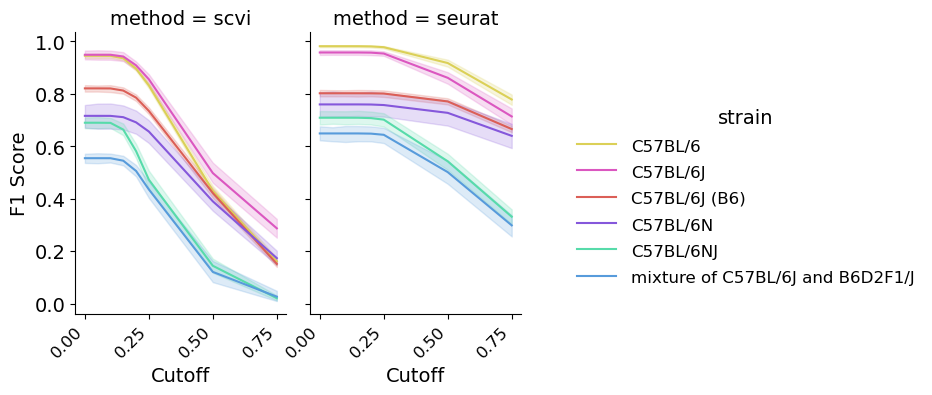 method = scvi
method = seurat
1.0
0.8
0.6
0.4
0.2
0.0
F1 Score
0.00
0.25
0.50
0.75
Cutoff
0.00
0.25
0.50
0.75
Cutoff
strain
C57BL/6
C57BL/6J
C57BL/6J (B6)
C57BL/6N
C57BL/6NJ
mixture of C57BL/6J and B6D2F1/J